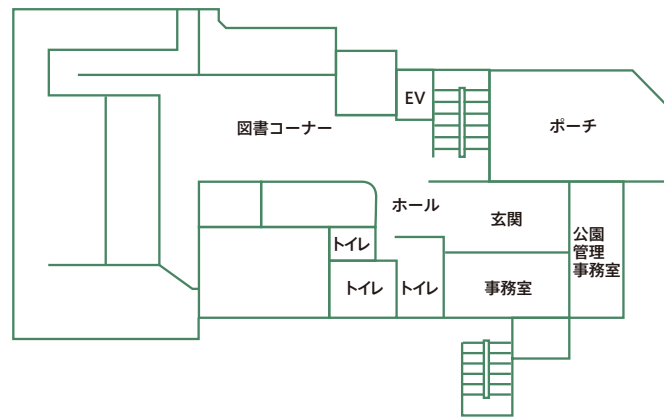 EV
図書コーナー
ポーチ
ホール
玄関
公園
管理
事務室
トイレ
トイレ
トイレ
事務室